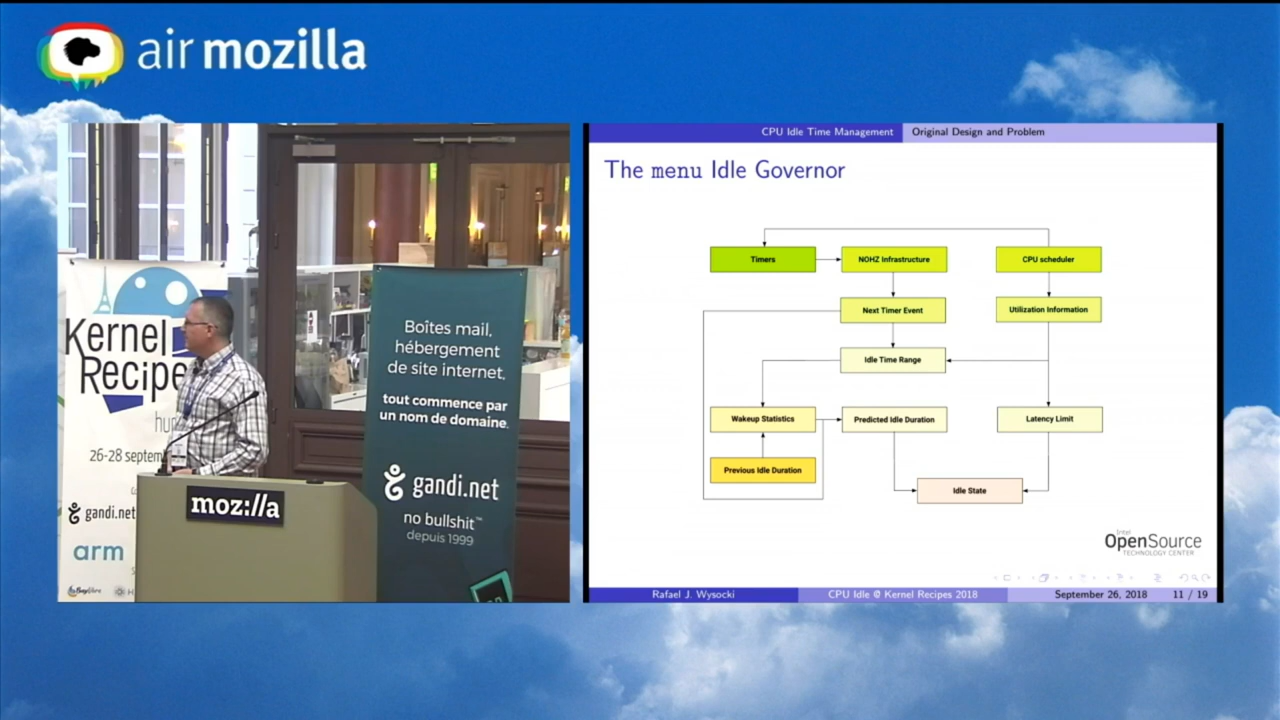 air mozilla
Kernel
Recipe
hum
26-28 septem
gandi.net
arm
moz://a
Boîtes mail,
hébergement
de site internet,
tout commence par
un nom de domaine.
gandi.net
no bullshit™
depuis 1999
CPU Idle Time Management
Original Design and Problem
The menu Idle Governor
Timers
NOHZ Infrastructure
CPU scheduler
Next Timer Event
Utilization Information
Idle Time Range
Wakeup Statistics
Predicted Idle Duration
Latency Limit
Previous Idle Duration
Idle State
Intel
OpenSource
TECHNOLOGY CENTER
Rafael J. Wysocki
CPU Idle @ Kernel Recipes 2018
September 26, 2018
11 / 19